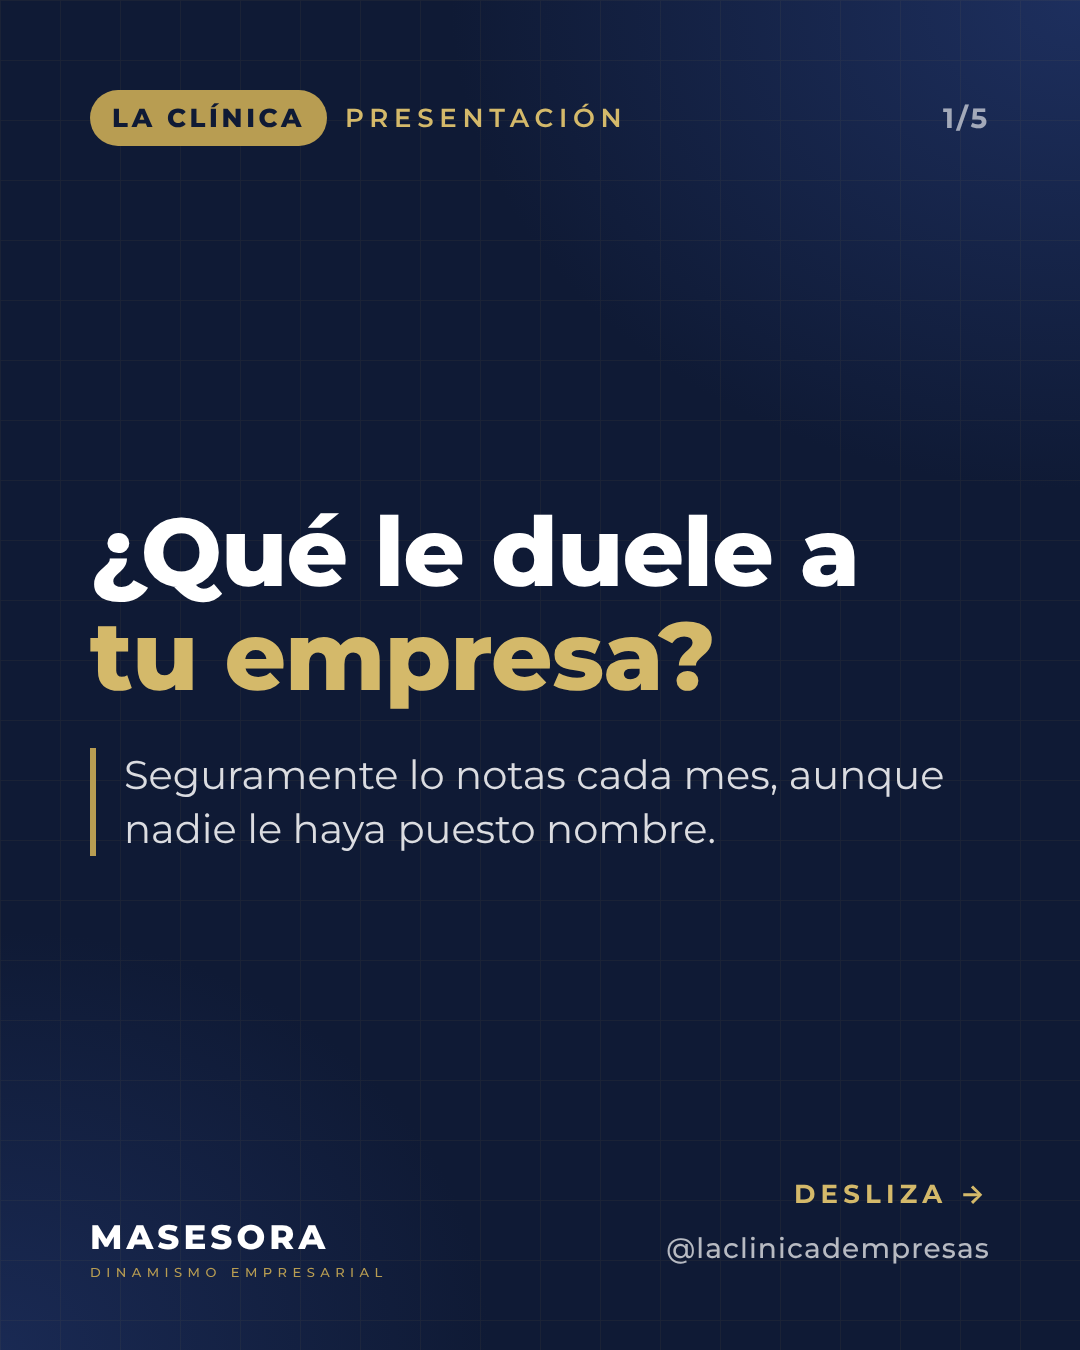 LA CLÍNICA PRESENTACIÓN 1/5
¿Qué le duele a
tu empresa?
Seguramente lo notas cada mes, aunque
nadie le haya puesto nombre.
DESLIZA →
MASESORA
@laclinicadempresas
DINAMISMO EMPRESARIAL